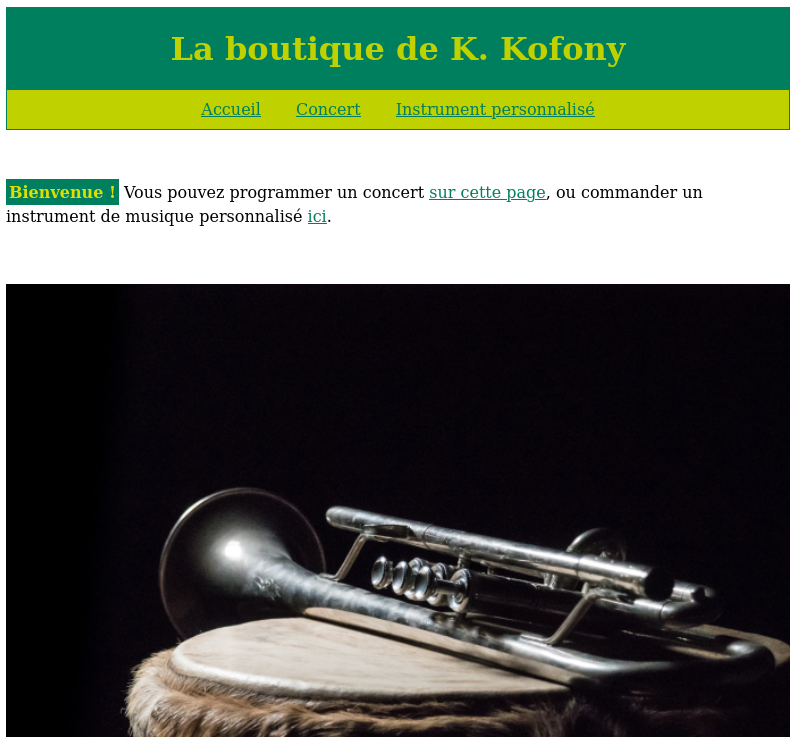 La boutique de K. Kofony
Accueil Concert Instrument personnalisé
Bienvenue ! Vous pouvez programmer un concert sur cette page, ou commander un
instrument de musique personnalisé ici.